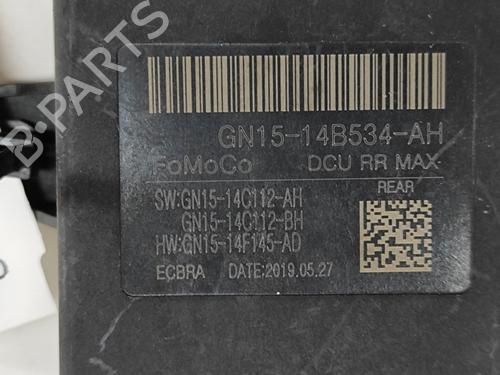 GN15-14B534-AH
FoMoCo DCU RR MAX
SW:GN15-14C112-AH REAR
GN15-14C112-BH
HW:GN15-14F145-AD
ECBRA DATE:2019.05.27
B-PARTS